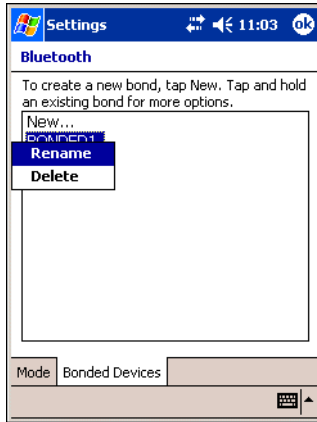 Settings 11:03 ok
Bluetooth
To create a new bond, tap New. Tap and hold
an existing bond for more options.
New...
BONDED1
Rename
Delete
Mode Bonded Devices